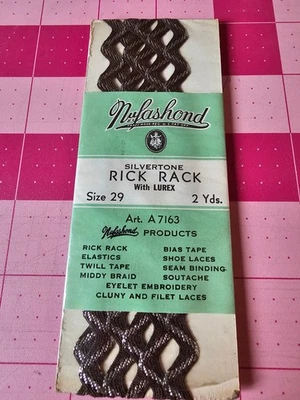 Nufashond
SILVERTONE
RICK RACK
With LUREX
Size 29 2 Yds.
Art. A7163
Nufashond PRODUCTS
RICK RACK BIAS TAPE
ELASTICS SHOE LACES
TWILL TAPE SEAM BINDING
MIDDY BRAID SOUTACHE
EYELET EMBROIDERY
CLUNY AND FILET LACES